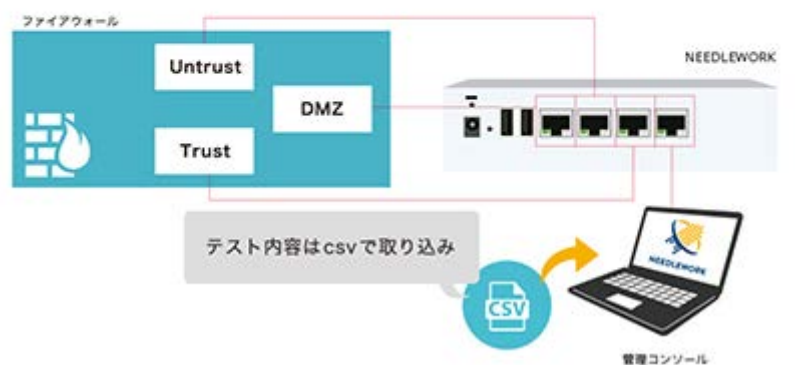 ファイアウォール
NEEDLEWORK
Untrust
DMZ
Trust
テスト内容はcsvで取り込み
CSV
NEEDLEWORK
管理コンソール